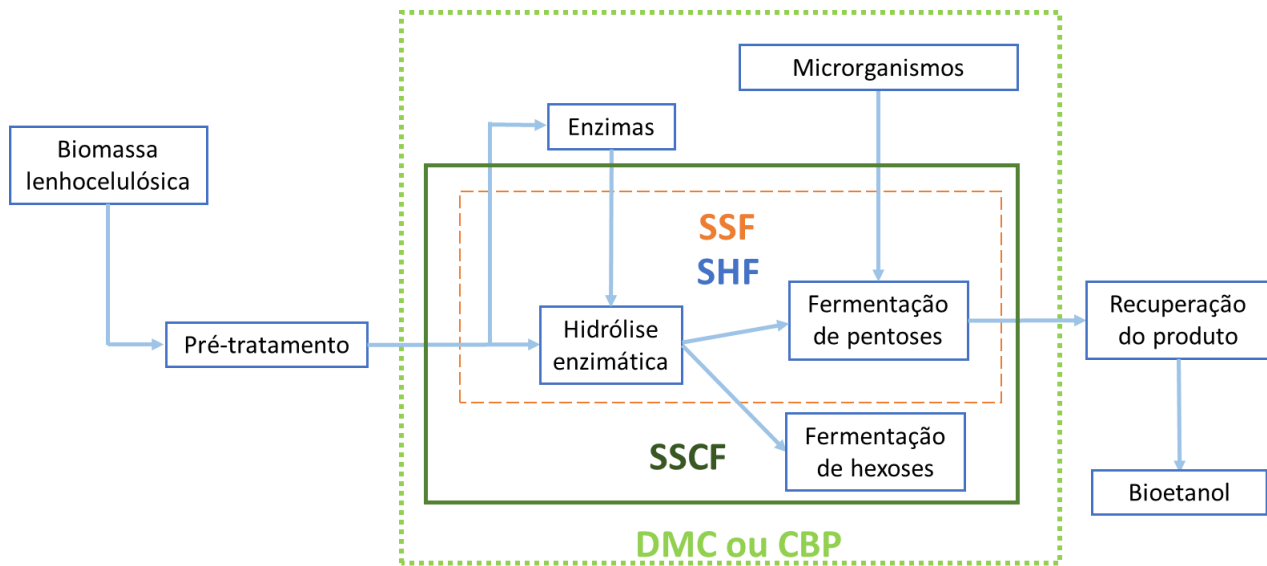 Biomassa
lenhocelulósica
Pré-tratamento
Enzimas
Microrganismos
SSF
SHF
Hidrólise
enzimática
Fermentação
de pentoses
Fermentação
de hexoses
SSCF
DMC ou CBP
Recuperação
do produto
Bioetanol